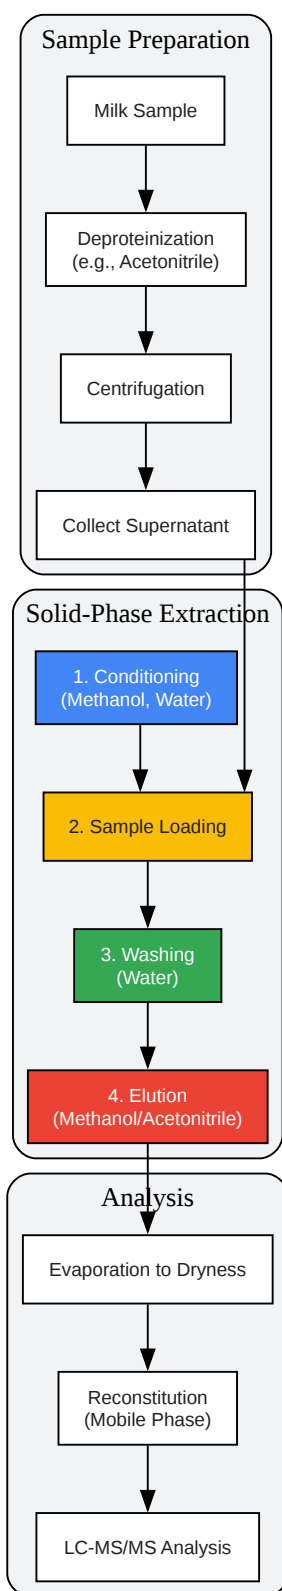 Sample Preparation
Milk Sample
Deproteinization
(e.g., Acetonitrile)
Centrifugation
Collect Supernatant
Solid-Phase Extraction
1. Conditioning
(Methanol, Water)
2. Sample Loading
3. Washing
(Water)
4. Elution
(Methanol/Acetonitrile)
Analysis
Evaporation to Dryness
Reconstitution
(Mobile Phase)
LC-MS/MS Analysis